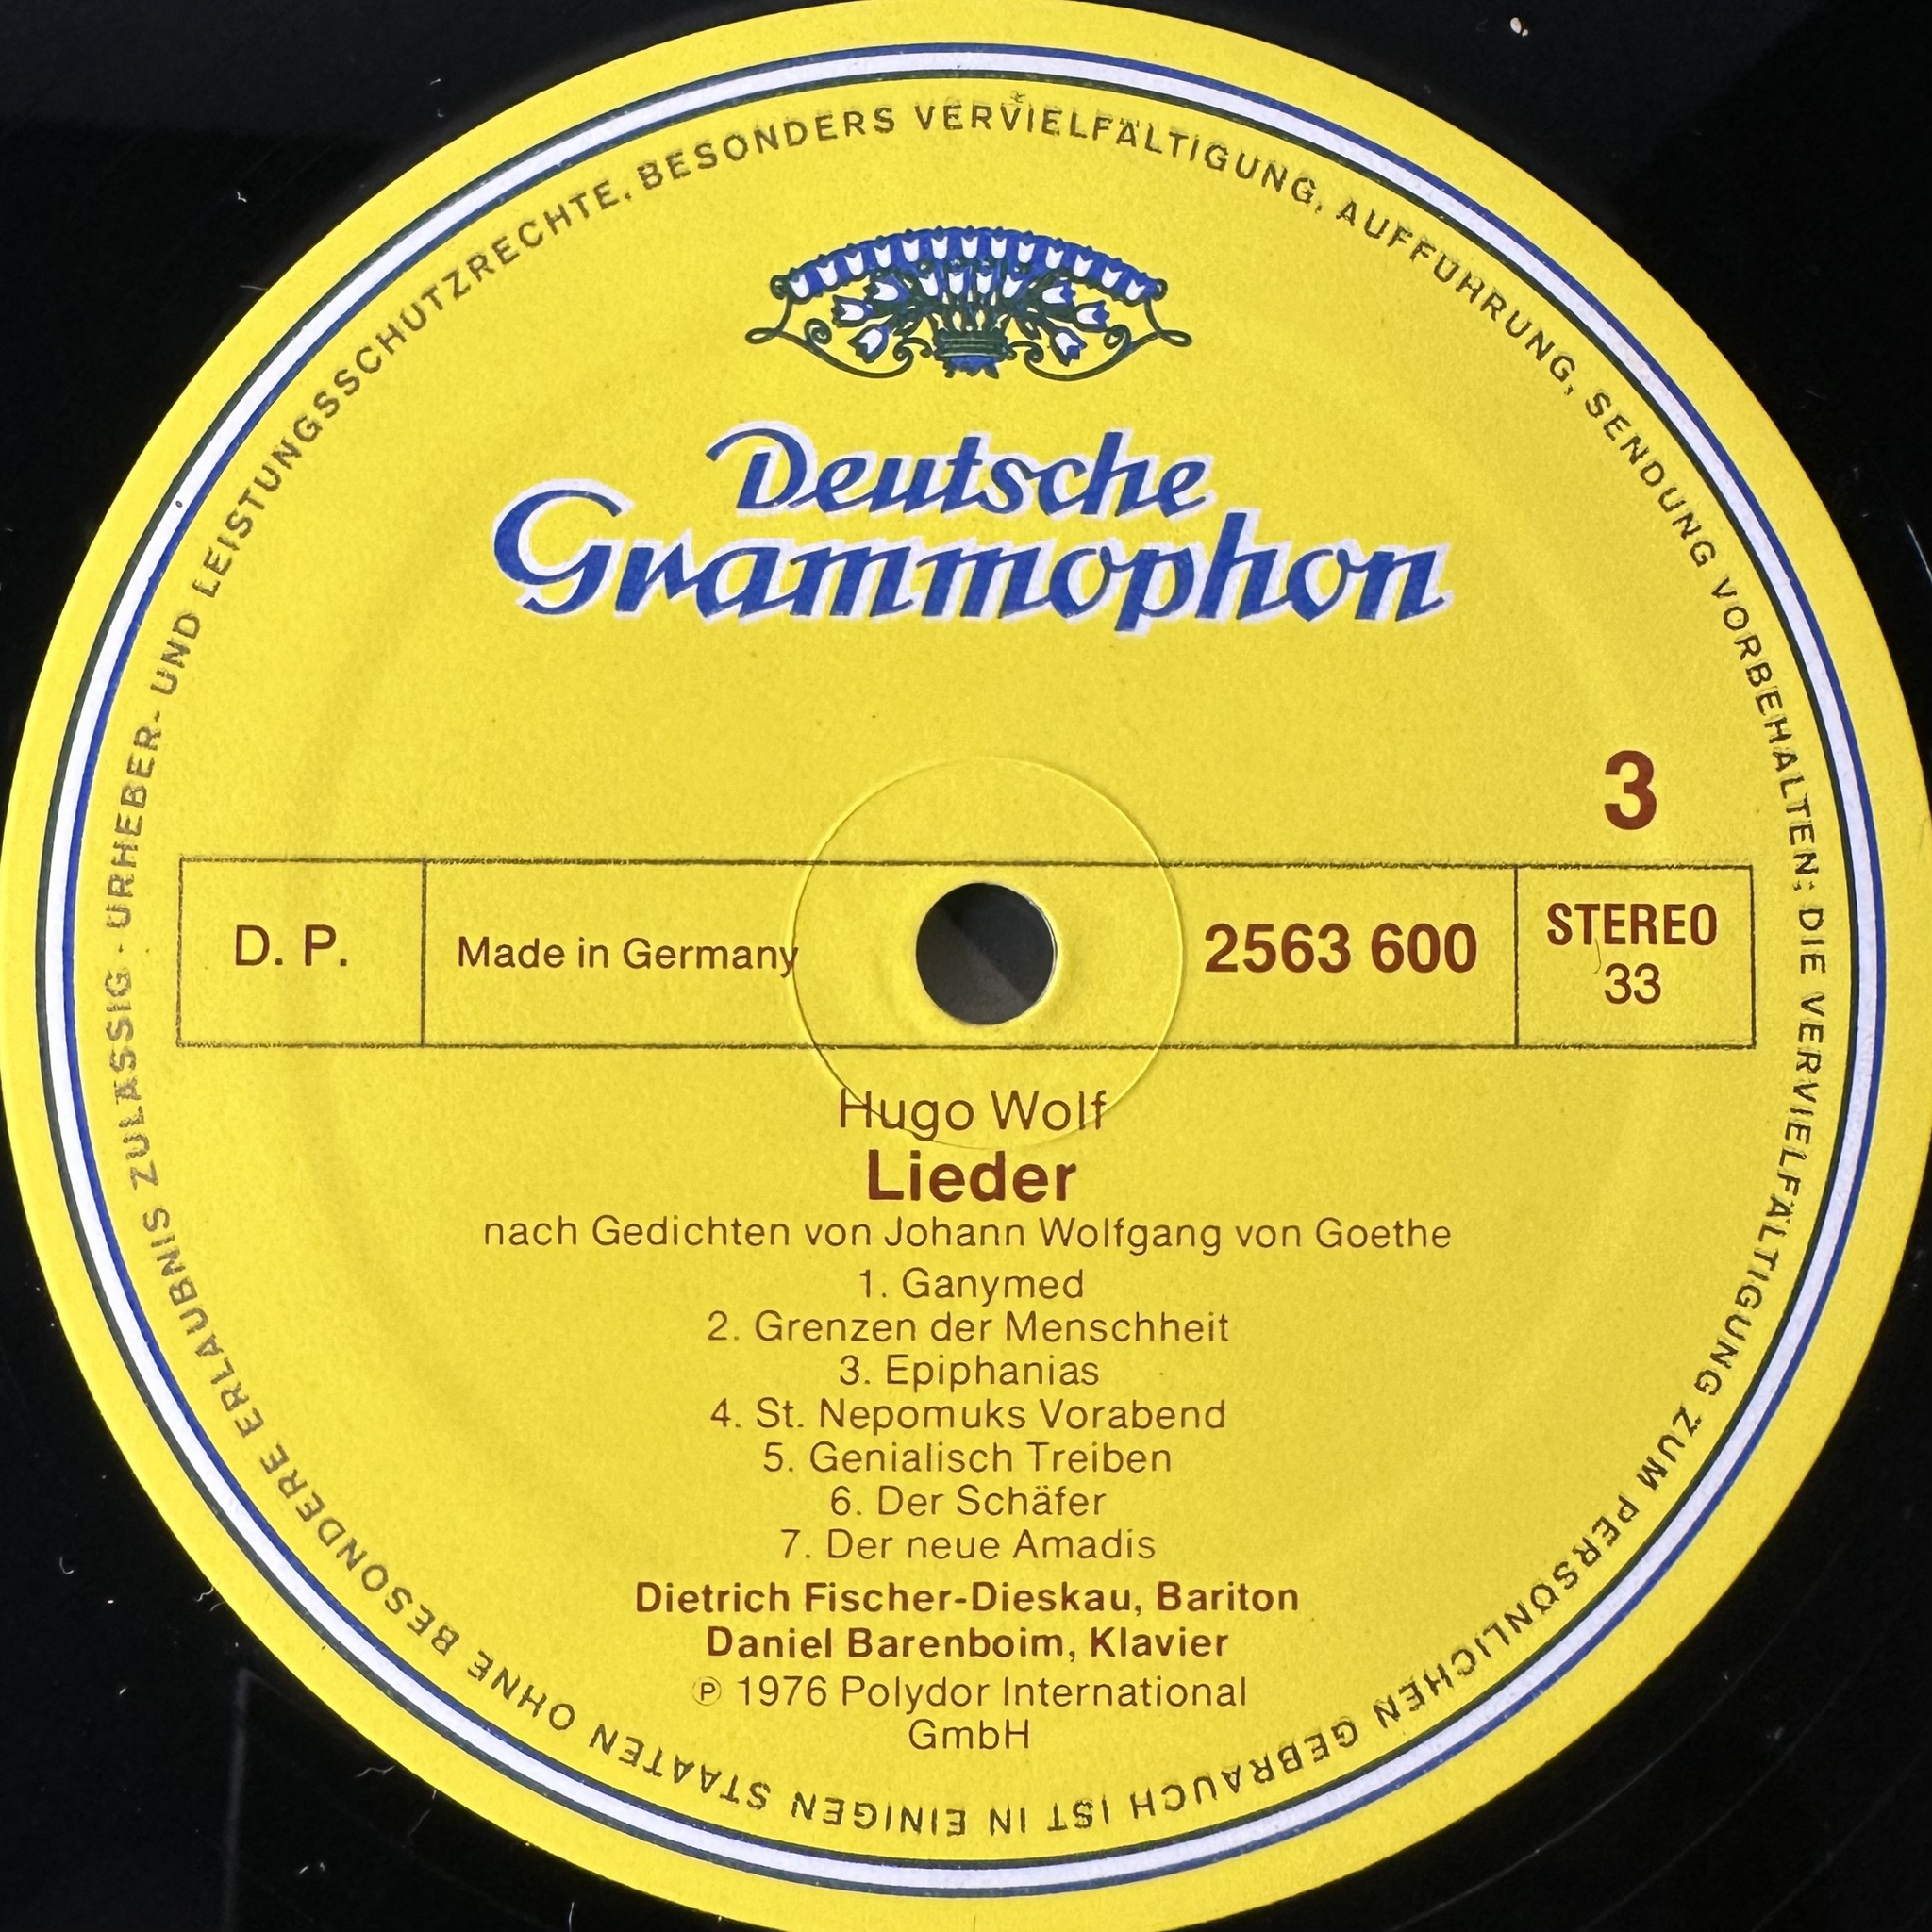 URHEBER- UND LEISTUNGSSCHUTZRECHTE, BESONDERS VERVIELFÄLTIGUNG, AUFFÜHRUNG, SENDUNG VORBEHALTEN; DIE VERVIELFÄLTIGUNG ZUM PERSÖNLICHEN GEBRAUCH IST IN EINIGEN STAATEN OHNE BESONDERE ERLAUBNIS ZULÄSSIG ·
Deutsche
Grammophon
3
D. P.
Made in Germany
2563 600
STEREO
33
Hugo Wolf
Lieder
nach Gedichten von Johann Wolfgang von Goethe
1. Ganymed
2. Grenzen der Menschheit
3. Epiphanias
4. St. Nepomuks Vorabend
5. Genialisch Treiben
6. Der Schäfer
7. Der neue Amadis
Dietrich Fischer-Dieskau, Bariton
Daniel Barenboim, Klavier
℗ 1976 Polydor International
GmbH